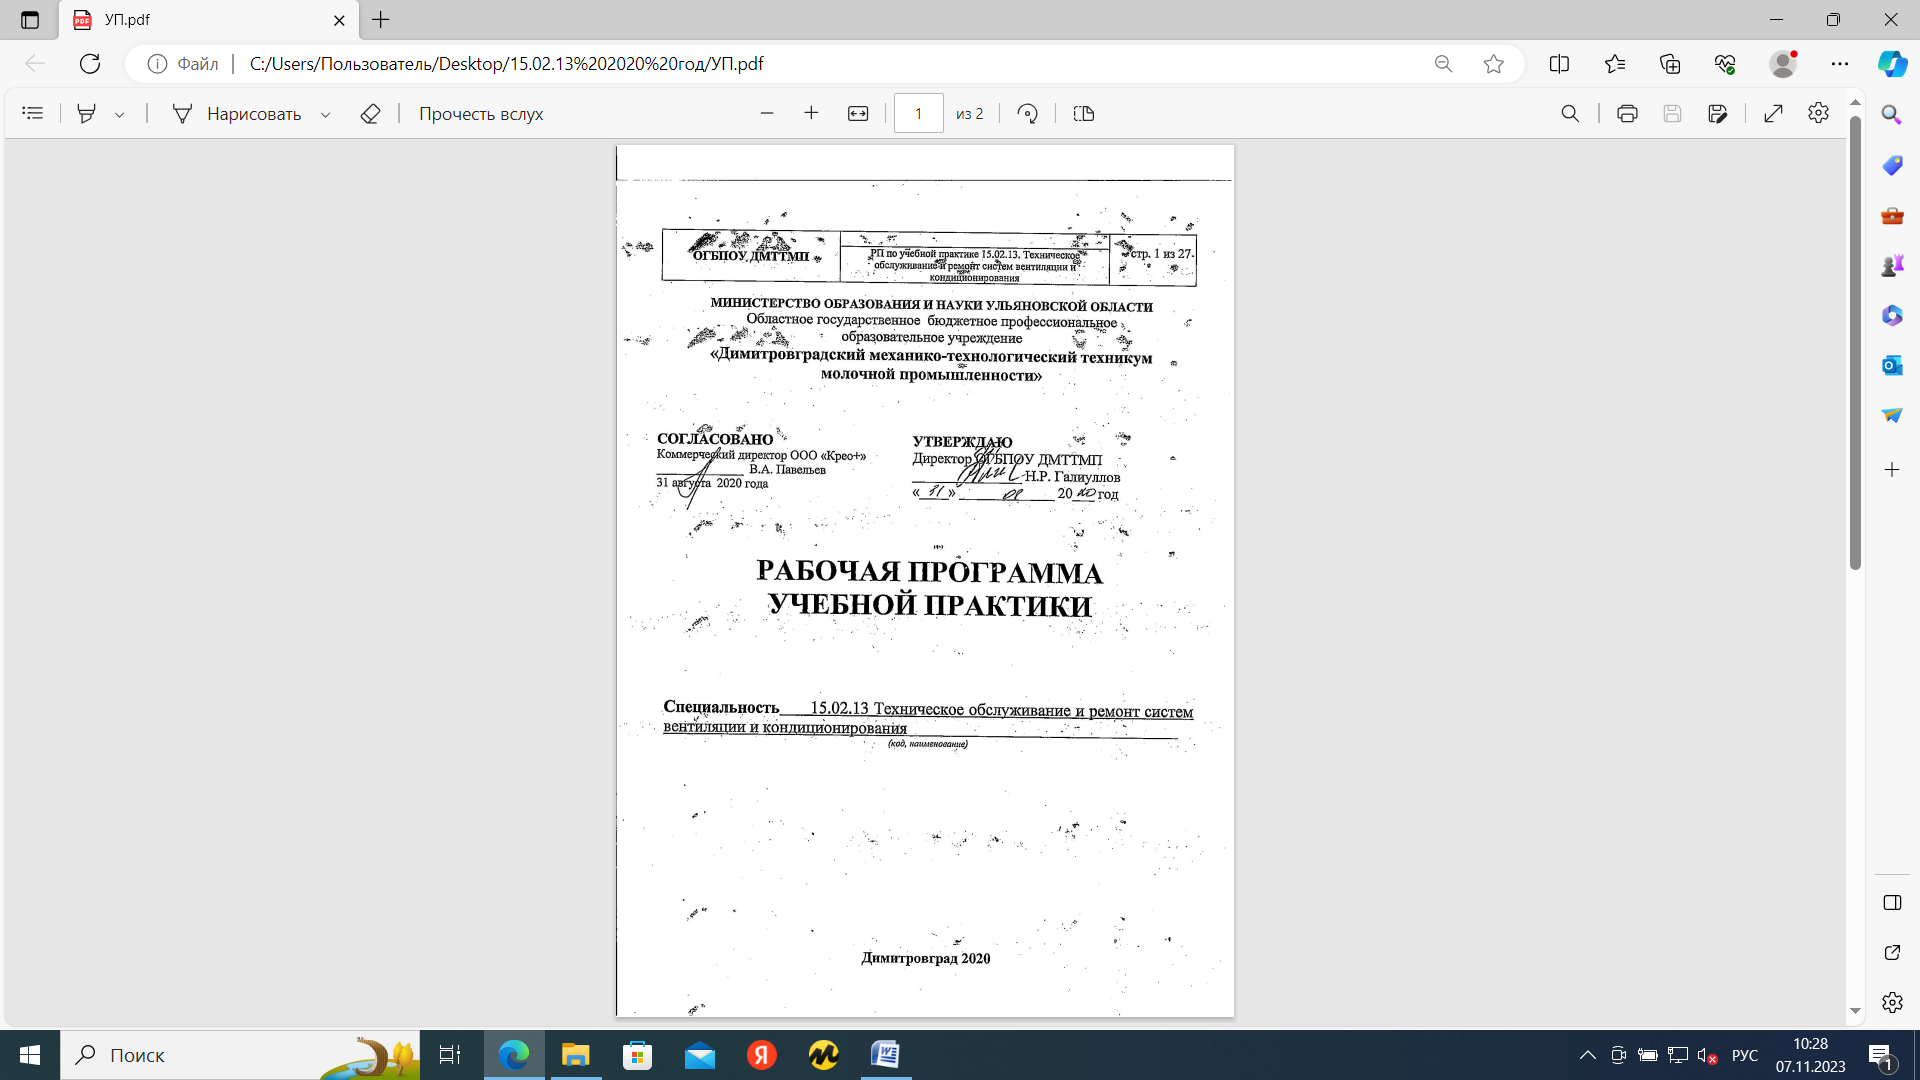 УП.pdf
Файл
C:/Users/Пользователь/Desktop/15.02.13%202020%20год/УП.pdf
Нарисовать
Прочесть вслух
1
из 2
ОГБПОУ ДМТТМП
РП по учебной практике 15.02.13. Техническое
обслуживание и ремонт систем вентиляции и
кондиционирования
стр. 1 из 27
МИНИСТЕРСТВО ОБРАЗОВАНИЯ И НАУКИ УЛЬЯНОВСКОЙ ОБЛАСТИ
Областное государственное бюджетное профессиональное
образовательное учреждение
«Димитровградский механико-технологический техникум
молочной промышленности»
СОГЛАСОВАНО
Коммерческий директор ООО «Крео+»
В.А. Павельев
31 августа 2020 года
УТВЕРЖДАЮ
Директор ОГБПОУ ДМТТМП
Н.Р. Галиуллов
«31» 08 2020 год
РАБОЧАЯ ПРОГРАММА
УЧЕБНОЙ ПРАКТИКИ
Специальность 15.02.13 Техническое обслуживание и ремонт систем
вентиляции и кондиционирования
(код, наименование)
Димитровград 2020
Поиск
РУС
10:28
07.11.2023
1